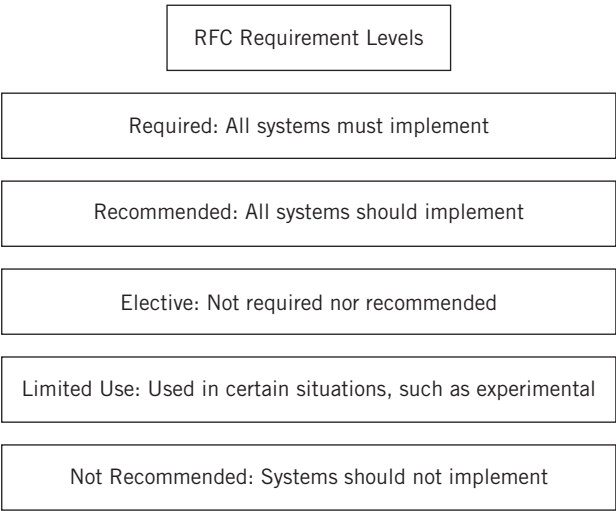 RFC Requirement Levels
Required: All systems must implement
Recommended: All systems should implement
Elective: Not required nor recommended
Limited Use: Used in certain situations, such as experimental
Not Recommended: Systems should not implement